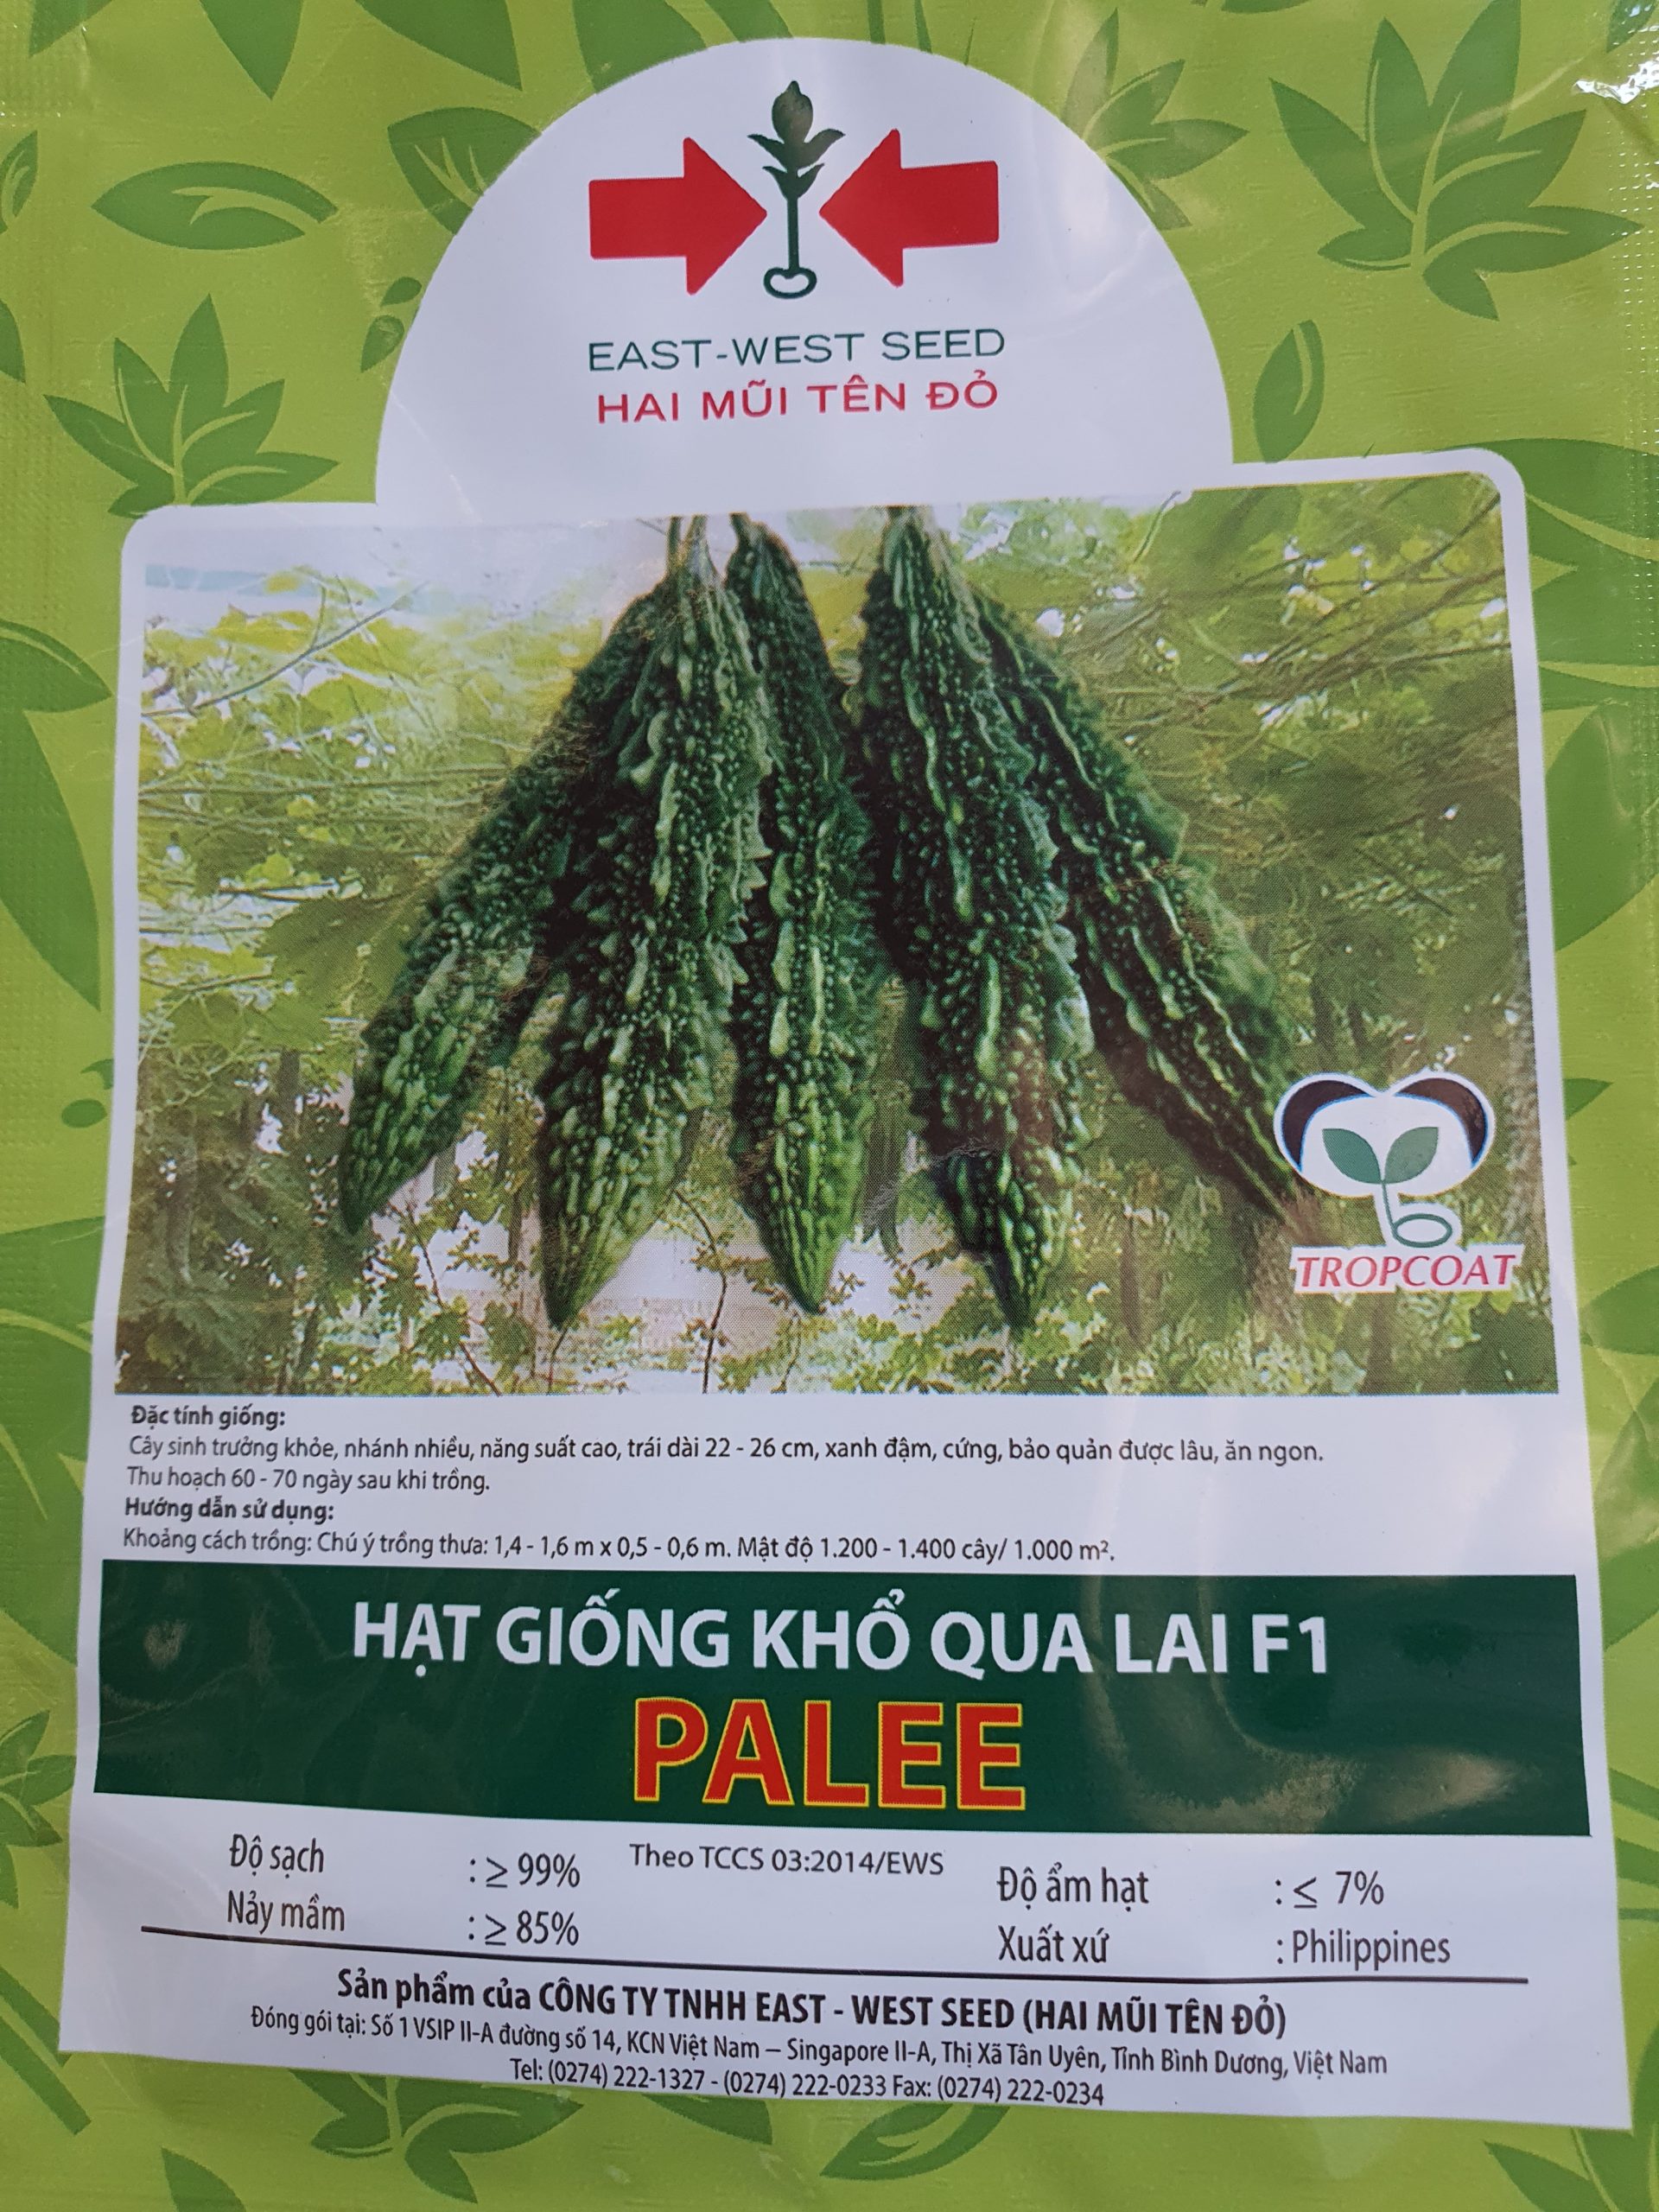 EAST-WEST SEED
HAI MŨI TÊN ĐỎ
TROPCOAT
Đặc tính giống:
Cây sinh trưởng khỏe, nhánh nhiều, năng suất cao, trái dài 22 - 26 cm, xanh đậm, cứng, bảo quản được lâu, ăn ngon.
Thu hoạch 60 - 70 ngày sau khi trồng.
Hướng dẫn sử dụng:
Khoảng cách trồng: Chú ý trồng thưa: 1,4 - 1,6 m x 0,5 - 0,6 m. Mật độ 1.200 - 1.400 cây/ 1.000 m².
HẠT GIỐNG KHỔ QUA LAI F1
PALEE
Độ sạch : ≥ 99% Theo TCCS 03:2014/EWS Độ ẩm hạt : ≤ 7%
Nảy mầm : ≥ 85% Xuất xứ : Philippines
Sản phẩm của CÔNG TY TNHH EAST - WEST SEED (HAI MŨI TÊN ĐỎ)
Đóng gói tại: Số 1 VSIP II-A đường số 14, KCN Việt Nam – Singapore II-A, Thị Xã Tân Uyên, Tỉnh Bình Dương, Việt Nam
Tel: (0274) 222-1327 - (0274) 222-0233 Fax: (0274) 222-0234